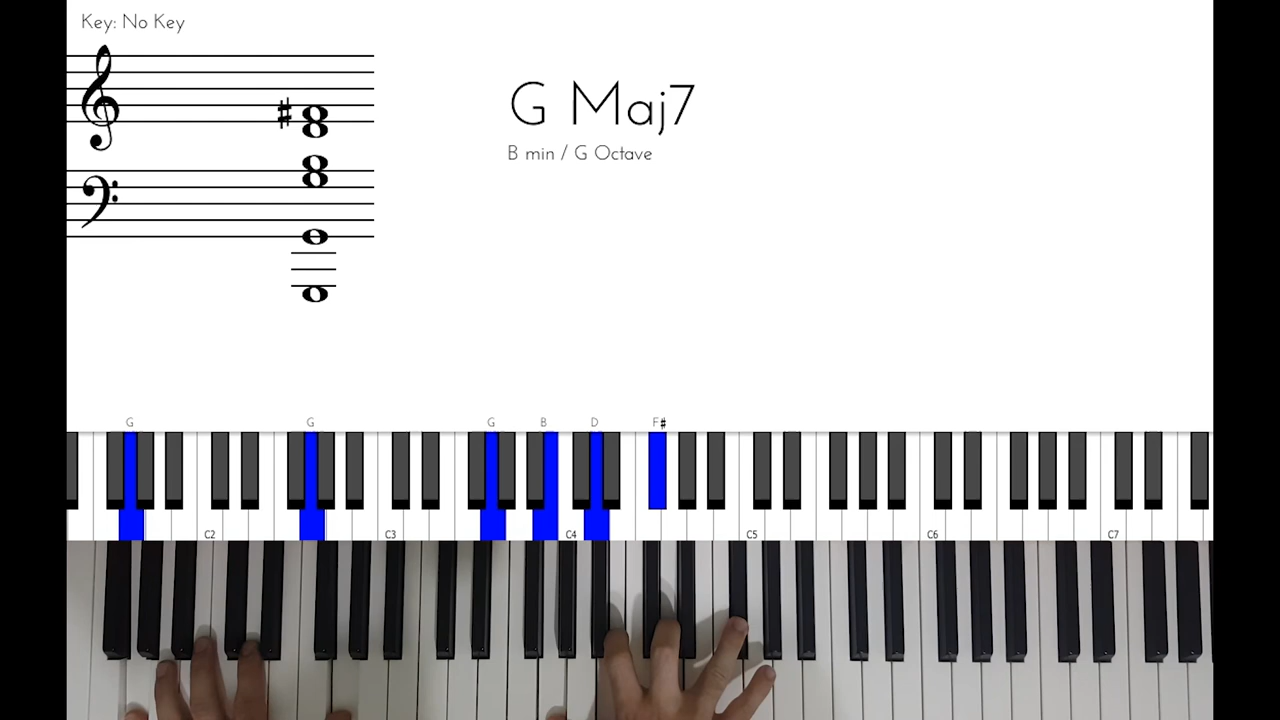 Key: No Key
G Maj7
B min / G Octave
G G G B D F#
C2 C3 C4 C5 C6 C7